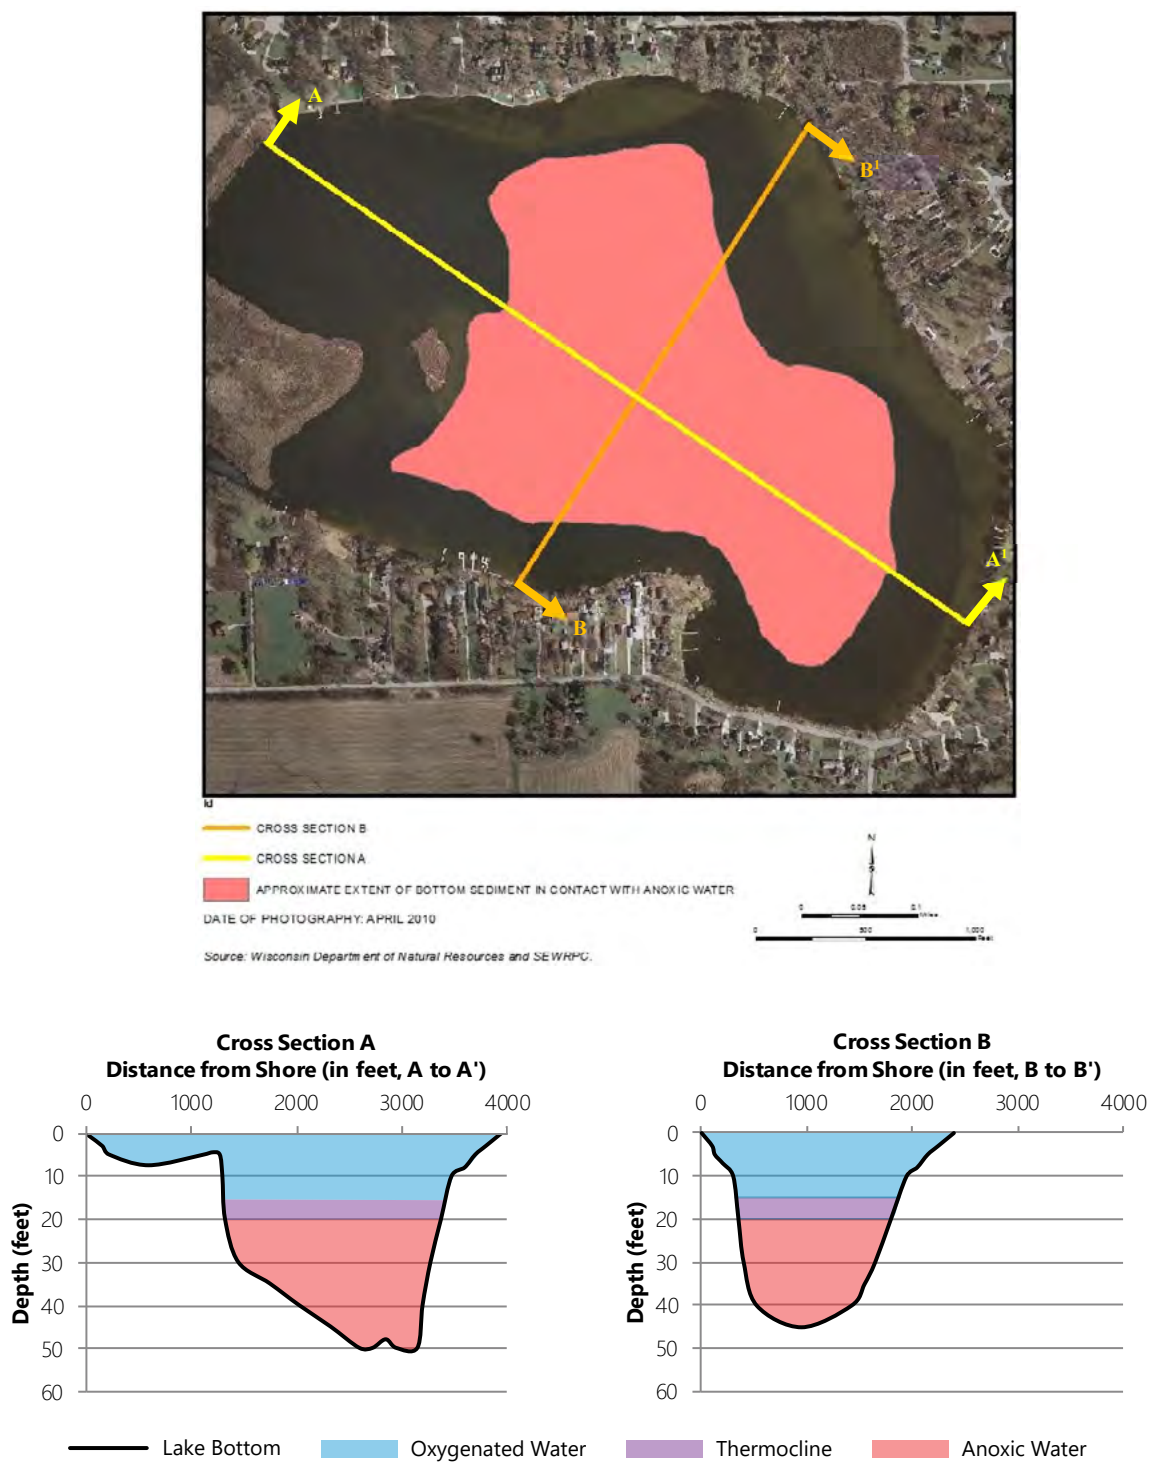 A
B¹
A¹
B
Id
CROSS SECTION B
CROSS SECTION A
APPROXIMATE EXTENT OF BOTTOM SEDIMENT IN CONTACT WITH ANOXIC WATER
DATE OF PHOTOGRAPHY: APRIL 2010
Source: Wisconsin Department of Natural Resources and SEWRPC.
N
0 0.05 0.1
Miles
0 500 1,000
Feet
Cross Section A
Distance from Shore (in feet, A to A')
0 1000 2000 3000 4000
0
10
20
30
40
50
60
Depth (feet)
Cross Section B
Distance from Shore (in feet, B to B')
0 1000 2000 3000 4000
0
10
20
30
40
50
60
Depth (feet)
Lake Bottom Oxygenated Water Thermocline Anoxic Water